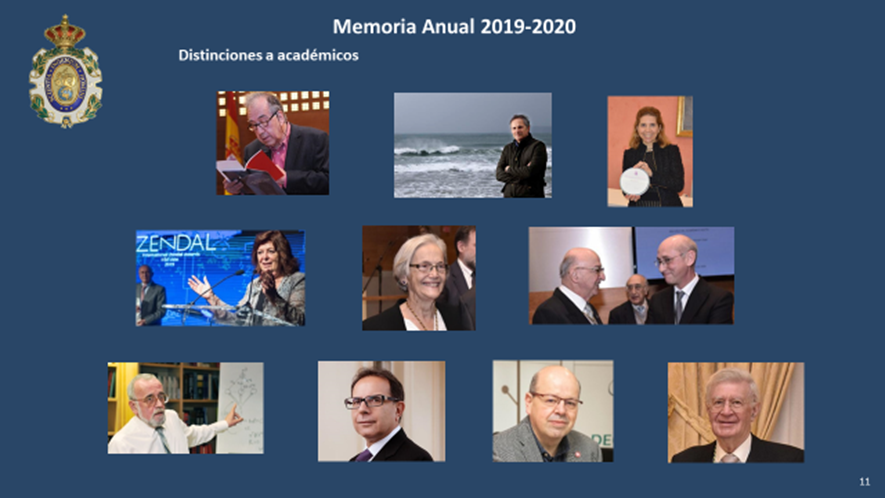 Memoria Anual 2019-2020
Distinciones a académicos
ZENDAL
11